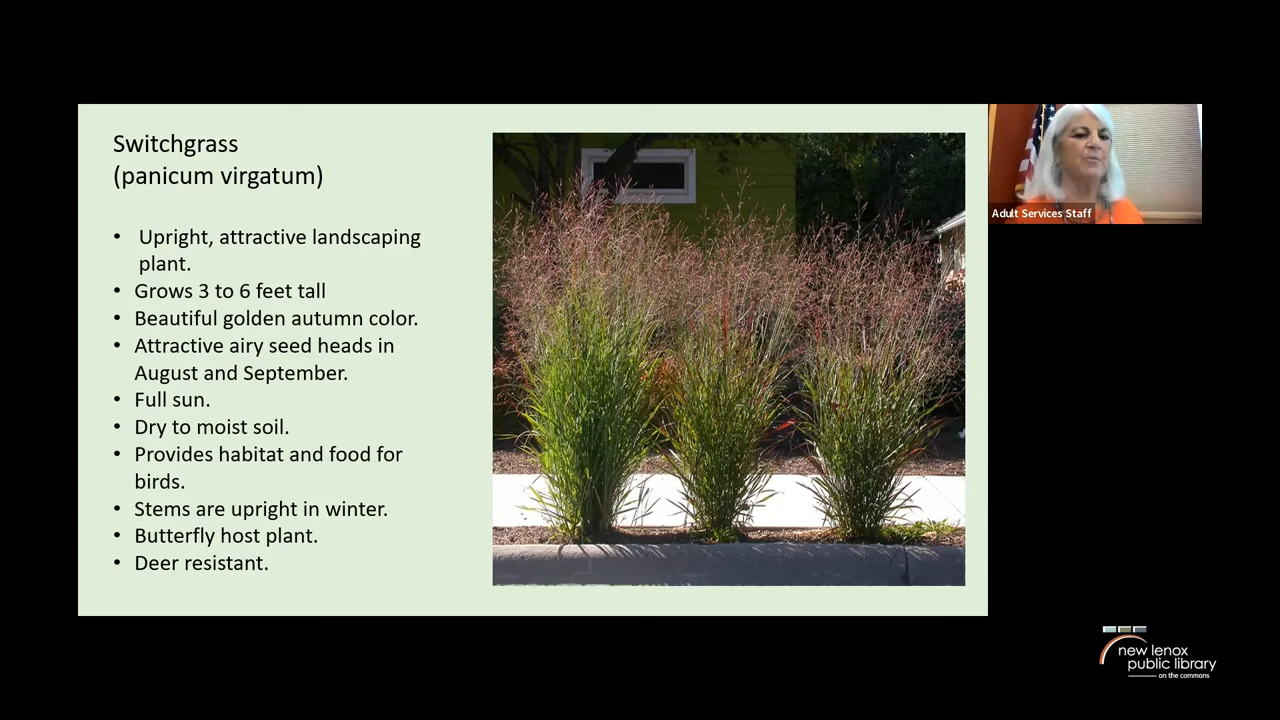 Switchgrass
(panicum virgatum)
• Upright, attractive landscaping
plant.
• Grows 3 to 6 feet tall
• Beautiful golden autumn color.
• Attractive airy seed heads in
August and September.
• Full sun.
• Dry to moist soil.
• Provides habitat and food for
birds.
• Stems are upright in winter.
• Butterfly host plant.
• Deer resistant.
Adult Services Staff
new lenox
public library
on the commons